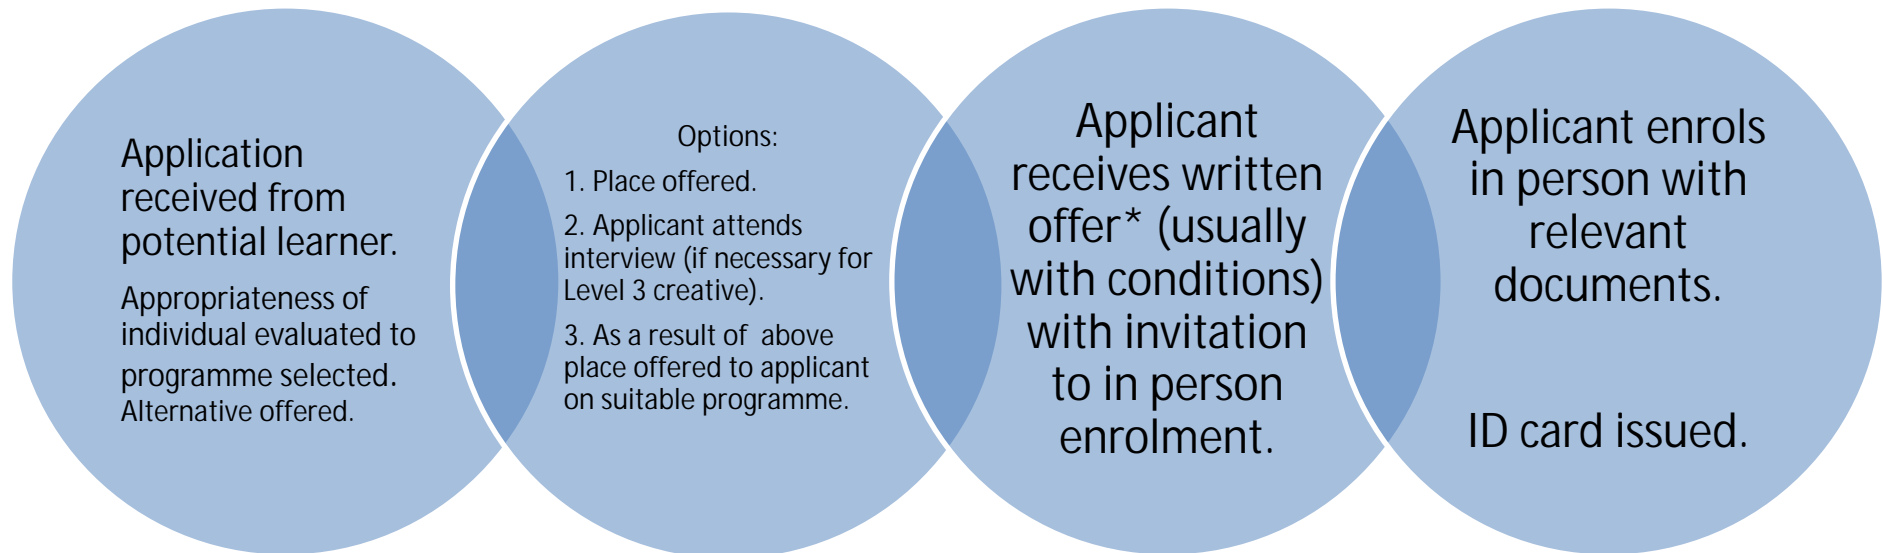 Application
received from
potential learner.
Appropriateness of
individual evaluated to
programme selected.
Alternative offered.
Options:
1. Place offered.
2. Applicant attends
interview (if necessary for
Level 3 creative).
3. As a result of  above
place offered to applicant
on suitable programme.
Applicant
receives written
offer* (usually
with conditions)
with invitation
to in person
enrolment.
Applicant enrols
in person with
relevant
documents.
ID card issued.